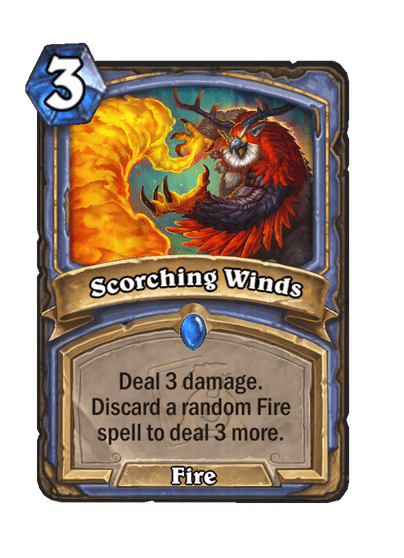 3
Scorching Winds
Deal 3 damage.
Discard a random Fire
spell to deal 3 more.
Fire